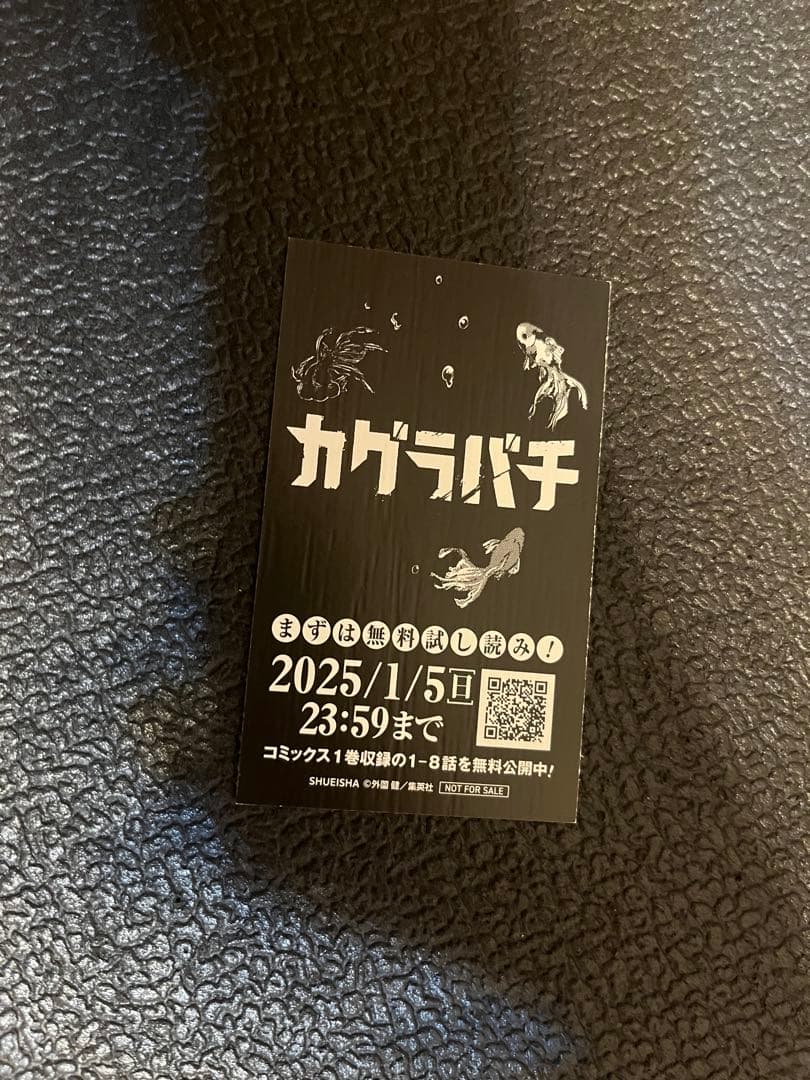 カグラバチ
まずは無料試し読み!
2025/1/5日
23:59まで
コミックス1巻収録の1-8話を無料公開中!
SHUEISHA ©外薗 健/集英社 NOT FOR SALE